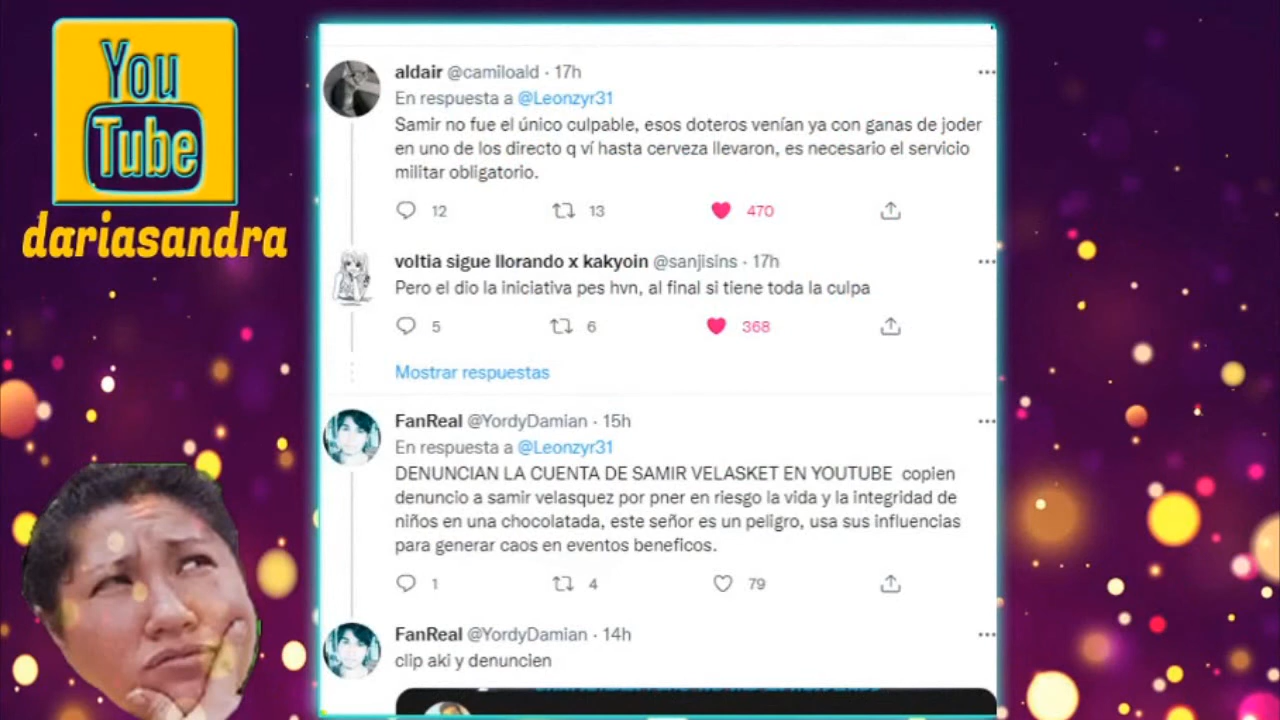 You
Tube
dariasandra
aldair @camiloald · 17h
En respuesta a @Leonzyr31
Samir no fue el único culpable, esos doteros venían ya con ganas de joder
en uno de los directo q ví hasta cerveza llevaron, es necesario el servicio
militar obligatorio.
12 13 470
voltia sigue llorando x kakyoin @sanjisins · 17h
Pero el dio la iniciativa pes hvn, al final si tiene toda la culpa
5 6 368
Mostrar respuestas
FanReal @YordyDamian · 15h
En respuesta a @Leonzyr31
DENUNCIAN LA CUENTA DE SAMIR VELASKET EN YOUTUBE copien
denuncio a samir velasquez por pner en riesgo la vida y la integridad de
niños en una chocolatada, este señor es un peligro, usa sus influencias
para generar caos en eventos beneficos.
1 4 79
FanReal @YordyDamian · 14h
clip aki y denuncien